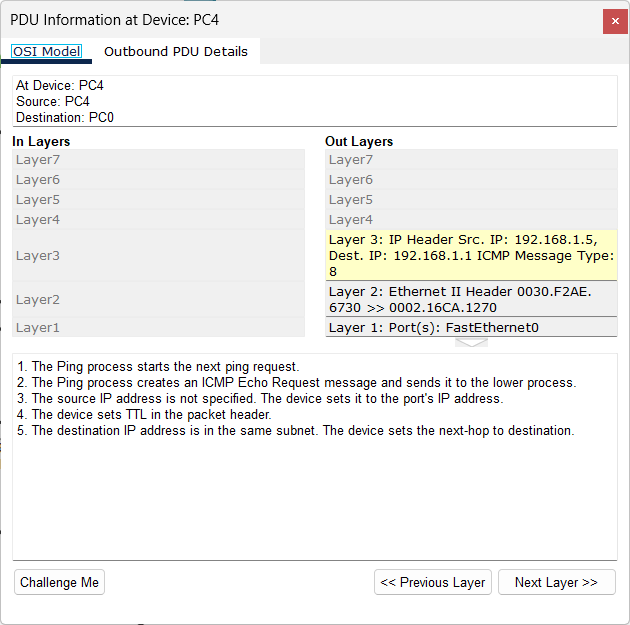 PDU Information at Device: PC4
OSI Model
Outbound PDU Details
At Device: PC4
Source: PC4
Destination: PC0
In Layers
Layer7
Layer6
Layer5
Layer4
Layer3
Layer2
Layer1
Out Layers
Layer7
Layer6
Layer5
Layer4
Layer 3: IP Header Src. IP: 192.168.1.5,
Dest. IP: 192.168.1.1 ICMP Message Type:
8
Layer 2: Ethernet II Header 0030.F2AE.
6730 >> 0002.16CA.1270
Layer 1: Port(s): FastEthernet0
1. The Ping process starts the next ping request.
2. The Ping process creates an ICMP Echo Request message and sends it to the lower process.
3. The source IP address is not specified. The device sets it to the port's IP address.
4. The device sets TTL in the packet header.
5. The destination IP address is in the same subnet. The device sets the next-hop to destination.
Challenge Me
<< Previous Layer
Next Layer >>